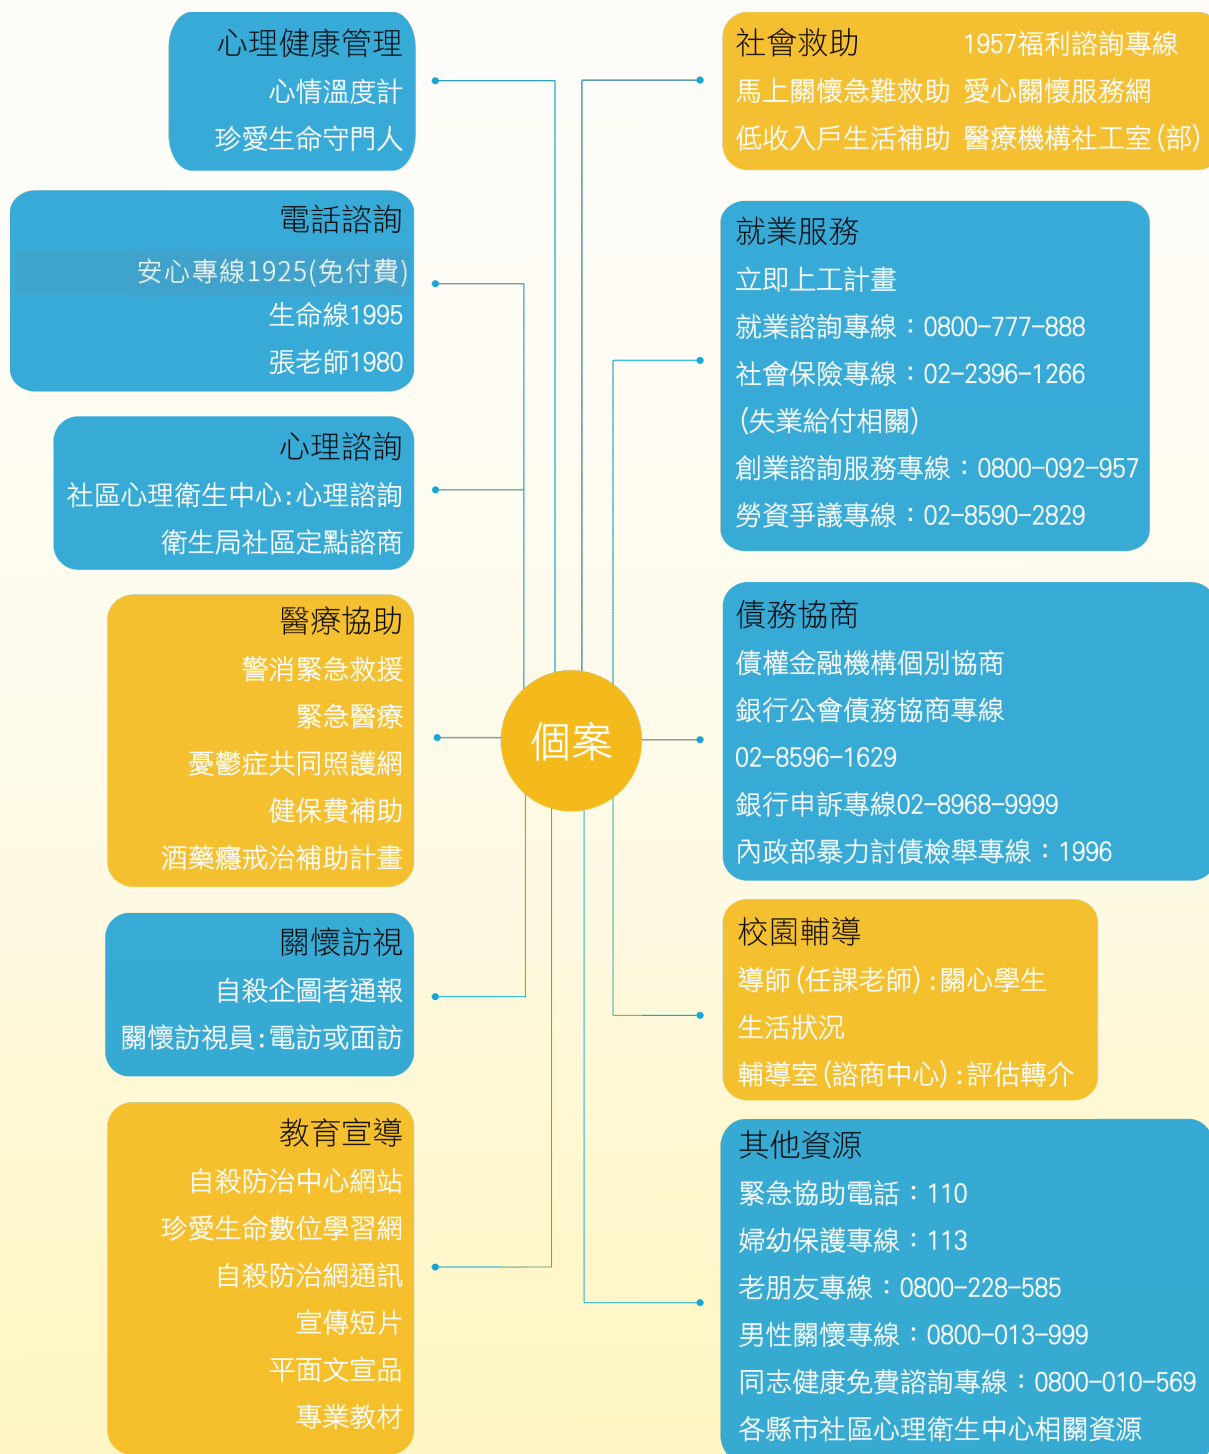 心理健康管理
心情溫度計
珍愛生命守門人
電話諮詢
安心專線1925(免付費)
生命線1995
張老師1980
心理諮詢
社區心理衛生中心:心理諮詢
衛生局社區定點諮商
醫療協助
警消緊急救援
緊急醫療
憂鬱症共同照護網
健保費補助
酒藥癮戒治補助計畫
關懷訪視
自殺企圖者通報
關懷訪視員:電訪或面訪
教育宣導
自殺防治中心網站
珍愛生命數位學習網
自殺防治網通訊
宣傳短片
平面文宣品
專業教材
個案
社會救助 1957福利諮詢專線
馬上關懷急難救助 愛心關懷服務網
低收入戶生活補助 醫療機構社工室(部)
就業服務
立即上工計畫
就業諮詢專線：0800-777-888
社會保險專線：02-2396-1266
(失業給付相關)
創業諮詢服務專線：0800-092-957
勞資爭議專線：02-8590-2829
債務協商
債權金融機構個別協商
銀行公會債務協商專線
02-8596-1629
銀行申訴專線02-8968-9999
內政部暴力討債檢舉專線：1996
校園輔導
導師(任課老師):關心學生
生活狀況
輔導室(諮商中心):評估轉介
其他資源
緊急協助電話：110
婦幼保護專線：113
老朋友專線：0800-228-585
男性關懷專線：0800-013-999
同志健康免費諮詢專線：0800-010-569
各縣市社區心理衛生中心相關資源